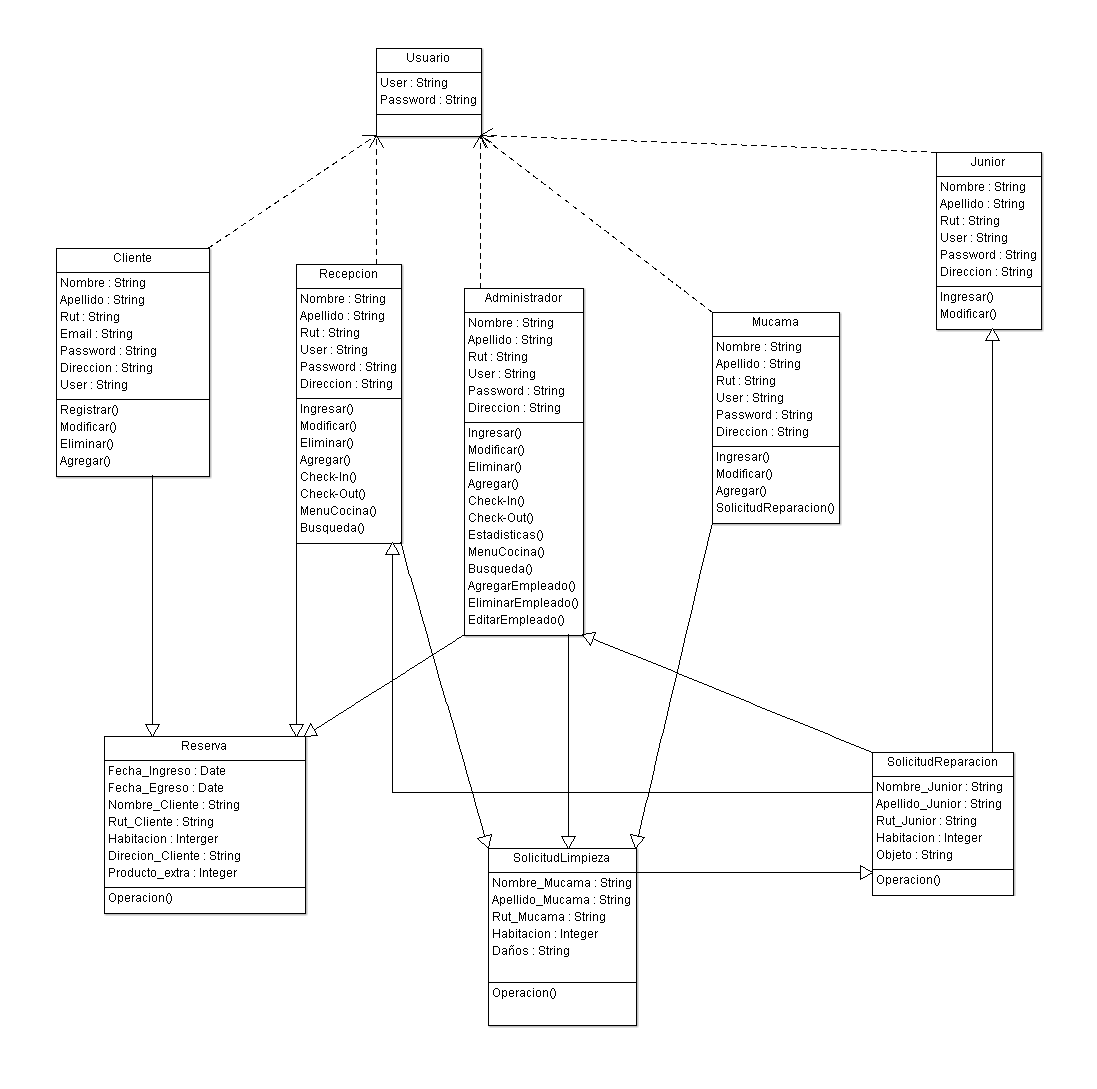 Usuario
User : String
Password : String
Junior
Nombre : String
Apellido : String
Rut : String
User : String
Password : String
Direccion : String
Ingresar()
Modificar()
Cliente
Nombre : String
Apellido : String
Rut : String
Email : String
Password : String
Direccion : String
User : String
Registrar()
Modificar()
Eliminar()
Agregar()
Recepcion
Nombre : String
Apellido : String
Rut : String
User : String
Password : String
Direccion : String
Ingresar()
Modificar()
Eliminar()
Agregar()
Check-In()
Check-Out()
MenuCocina()
Busqueda()
Administrador
Nombre : String
Apellido : String
Rut : String
User : String
Password : String
Direccion : String
Ingresar()
Modificar()
Eliminar()
Agregar()
Check-In()
Check-Out()
Estadisticas()
MenuCocina()
Busqueda()
AgregarEmpleado()
EliminarEmpleado()
EditarEmpleado()
Mucama
Nombre : String
Apellido : String
Rut : String
User : String
Password : String
Direccion : String
Ingresar()
Modificar()
Agregar()
SolicitudReparacion()
Reserva
Fecha_Ingreso : Date
Fecha_Egreso : Date
Nombre_Cliente : String
Rut_Cliente : String
Habitacion : Interger
Direcion_Cliente : String
Producto_extra : Integer
Operacion()
SolicitudReparacion
Nombre_Junior : String
Apellido_Junior : String
Rut_Junior : String
Habitacion : Integer
Objeto : String
Operacion()
SolicitudLimpieza
Nombre_Mucama : String
Apellido_Mucama : String
Rut_Mucama : String
Habitacion : Integer
Daños : String
Operacion()